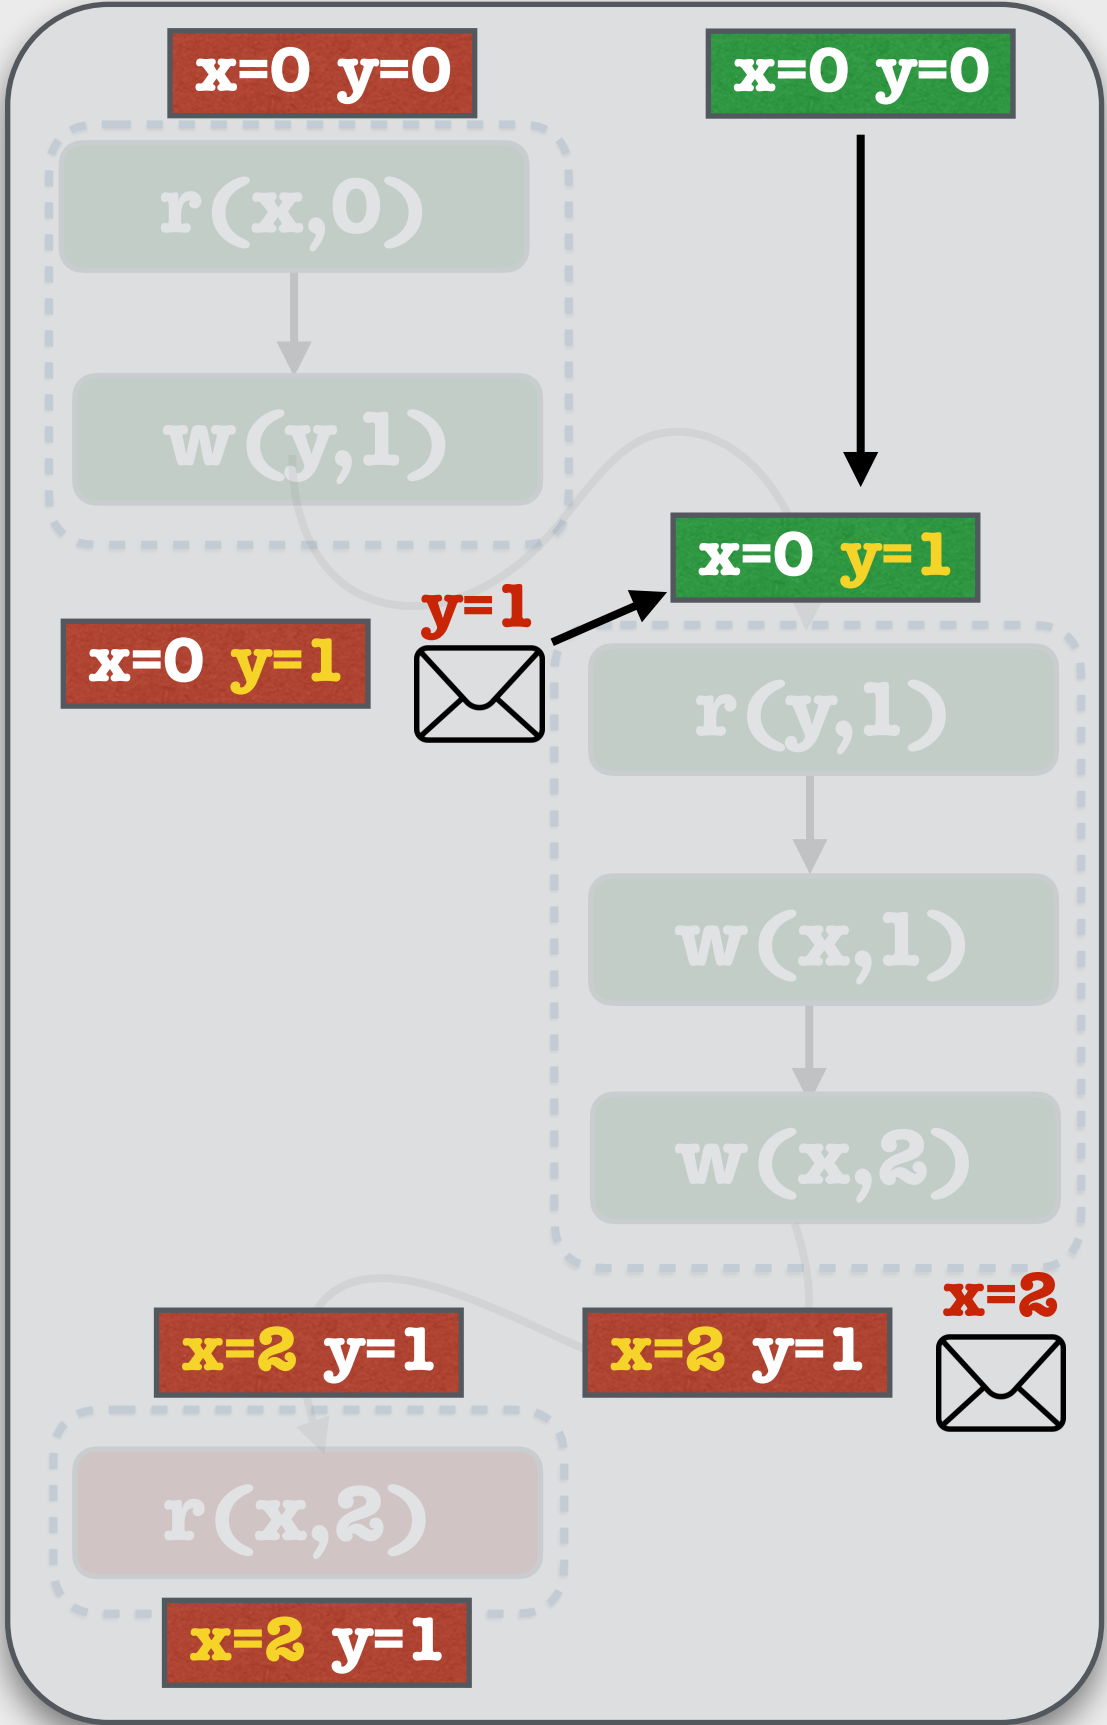 x=0 y=0
x=0 y=0
r(x,0)
w(y,1)
x=0 y=1
y=1
x=0 y=1
r(y,1)
w(x,1)
w(x,2)
x=2
x=2 y=1
x=2 y=1
r(x,2)
x=2 y=1